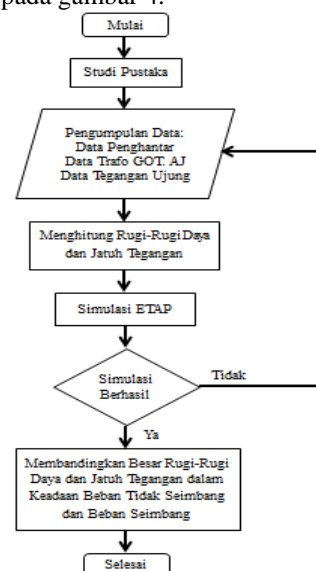 pada gambar 4.
Mulai
Studi Pustaka
Pengumpulan Data:
Data Penghantar
Data Trafo GOT. AJ
Data Tegangan Ujung
Menghitung Rugi-Rugi Daya
dan Jatuh Tegangan
Simulasi ETAP
Simulasi
Berhasil
Tidak
Ya
Membandingkan Besar Rugi-Rugi
Daya dan Jatuh Tegangan dalam
Keadaan Beban Tidak Seimbang
dan Beban Seimbang
Selesai